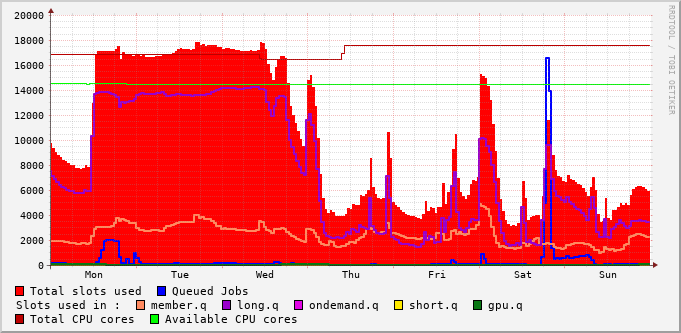 20000
18000
16000
14000
12000
10000
8000
6000
4000
2000
0
Mon Tue Wed Thu Fri Sat Sun
Total slots used Queued Jobs
Slots used in : member.q long.q ondemand.q short.q gpu.q
Total CPU cores Available CPU cores
RRDTOOL / TOBI OETIKER